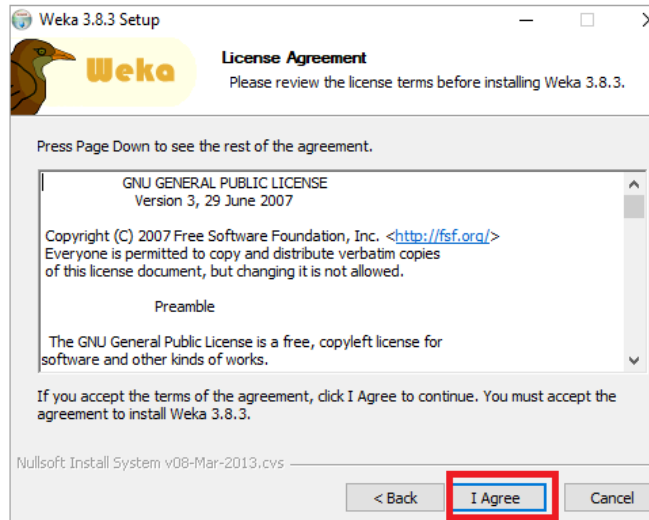 Weka 3.8.3 Setup
Weka
License Agreement
Please review the license terms before installing Weka 3.8.3.
Press Page Down to see the rest of the agreement.
GNU GENERAL PUBLIC LICENSE
Version 3, 29 June 2007
Copyright (C) 2007 Free Software Foundation, Inc. <http://fsf.org/>
Everyone is permitted to copy and distribute verbatim copies
of this license document, but changing it is not allowed.
Preamble
The GNU General Public License is a free, copyleft license for
software and other kinds of works.
If you accept the terms of the agreement, click I Agree to continue. You must accept the
agreement to install Weka 3.8.3.
Nullsoft Install System v08-Mar-2013.cvs
< Back I Agree Cancel